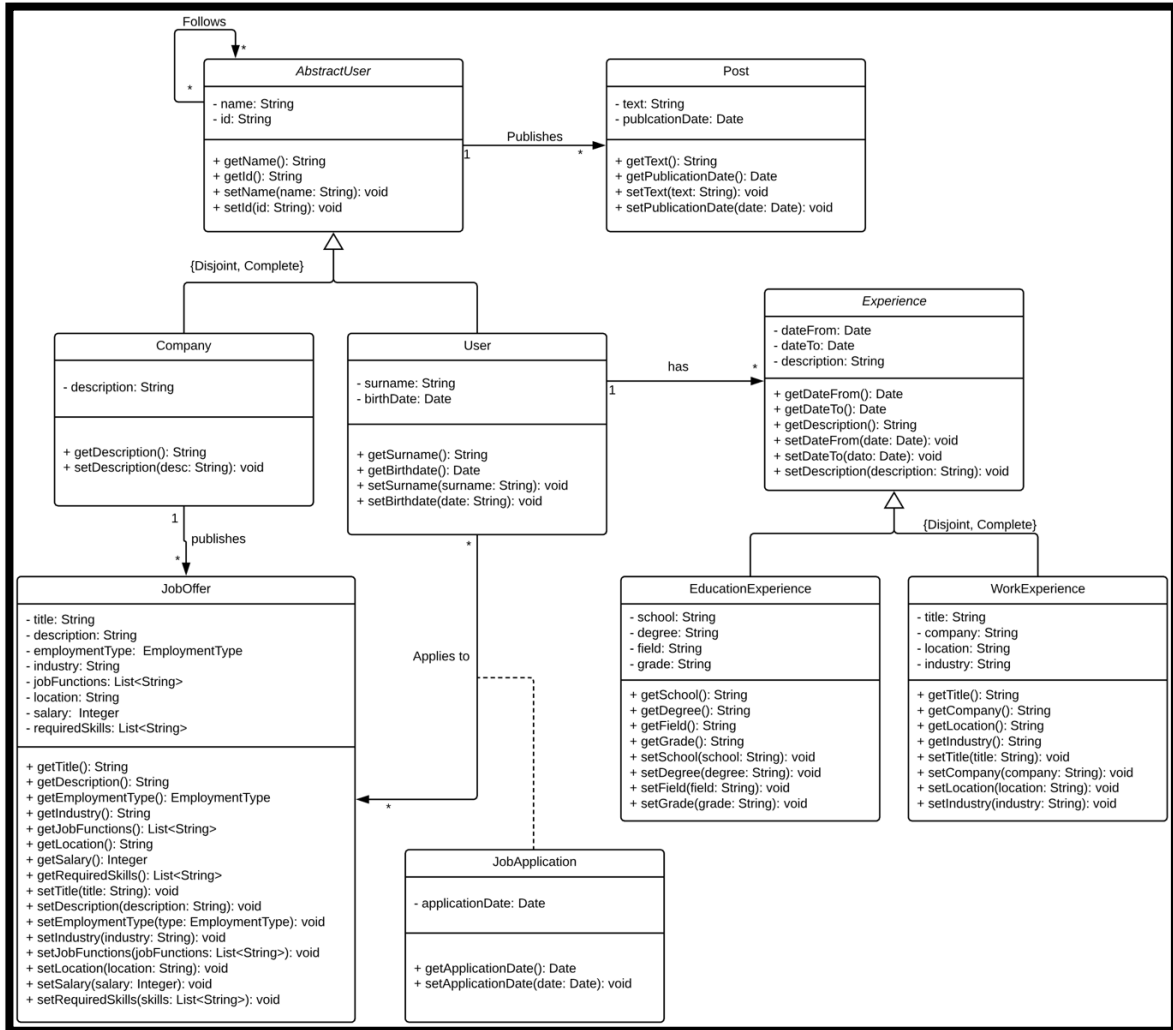 Follows
*
*
AbstractUser
- name: String
- id: String
+ getName(): String
+ getId(): String
+ setName(name: String): void
+ setId(id: String): void
1
Publishes
*
Post
- text: String
- publcationDate: Date
+ getText(): String
+ getPublicationDate(): Date
+ setText(text: String): void
+ setPublicationDate(date: Date): void
{Disjoint, Complete}
Company
- description: String
+ getDescription(): String
+ setDescription(desc: String): void
User
- surname: String
- birthDate: Date
+ getSurname(): String
+ getBirthdate(): Date
+ setSurname(surname: String): void
+ setBirthdate(date: String): void
1
has
*
Experience
- dateFrom: Date
- dateTo: Date
- description: String
+ getDateFrom(): Date
+ getDateTo(): Date
+ getDescription(): String
+ setDateFrom(date: Date): void
+ setDateTo(dato: Date): void
+ setDescription(description: String): void
{Disjoint, Complete}
1
publishes
*
JobOffer
- title: String
- description: String
- employmentType:  EmploymentType
- industry: String
- jobFunctions: List<String>
- location: String
- salary:  Integer
- requiredSkills: List<String>
+ getTitle(): String
+ getDescription(): String
+ getEmploymentType(): EmploymentType
+ getIndustry(): String
+ getJobFunctions(): List<String>
+ getLocation(): String
+ getSalary(): Integer
+ getRequiredSkills(): List<String>
+ setTitle(title: String): void
+ setDescription(description: String): void
+ setEmploymentType(type: EmploymentType): void
+ setIndustry(industry: String): void
+ setJobFunctions(jobFunctions: List<String>): void
+ setLocation(location: String): void
+ setSalary(salary: Integer): void
+ setRequiredSkills(skills: List<String>): void
*
Applies to
*
JobApplication
- applicationDate: Date
+ getApplicationDate(): Date
+ setApplicationDate(date: Date): void
EducationExperience
- school: String
- degree: String
- field: String
- grade: String
+ getSchool(): String
+ getDegree(): String
+ getField(): String
+ getGrade(): String
+ setSchool(school: String): void
+ setDegree(degree: String): void
+ setField(field: String): void
+ setGrade(grade: String): void
WorkExperience
- title: String
- company: String
- location: String
- industry: String
+ getTitle(): String
+ getCompany(): String
+ getLocation(): String
+ getIndustry(): String
+ setTitle(title: String): void
+ setCompany(company: String): void
+ setLocation(location: String): void
+ setIndustry(industry: String): void